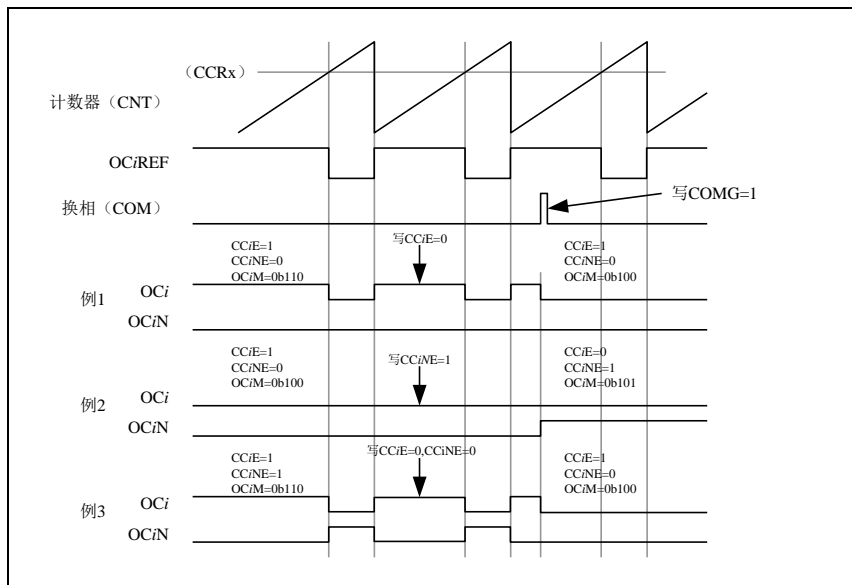 （CCRx）
计数器（CNT）
OCiREF
换相（COM）
写COMG=1
CCiE=1
CCiNE=0
OCiM=0b110
写CCiE=0
CCiE=1
CCiNE=0
OCiM=0b100
例1
OCi
OCiN
CCiE=1
CCiNE=0
OCiM=0b100
写CCiNE=1
CCiE=0
CCiNE=1
OCiM=0b101
例2
OCi
OCiN
CCiE=1
CCiNE=1
OCiM=0b110
写CCiE=0,CCiNE=0
CCiE=1
CCiNE=0
OCiM=0b100
例3
OCi
OCiN